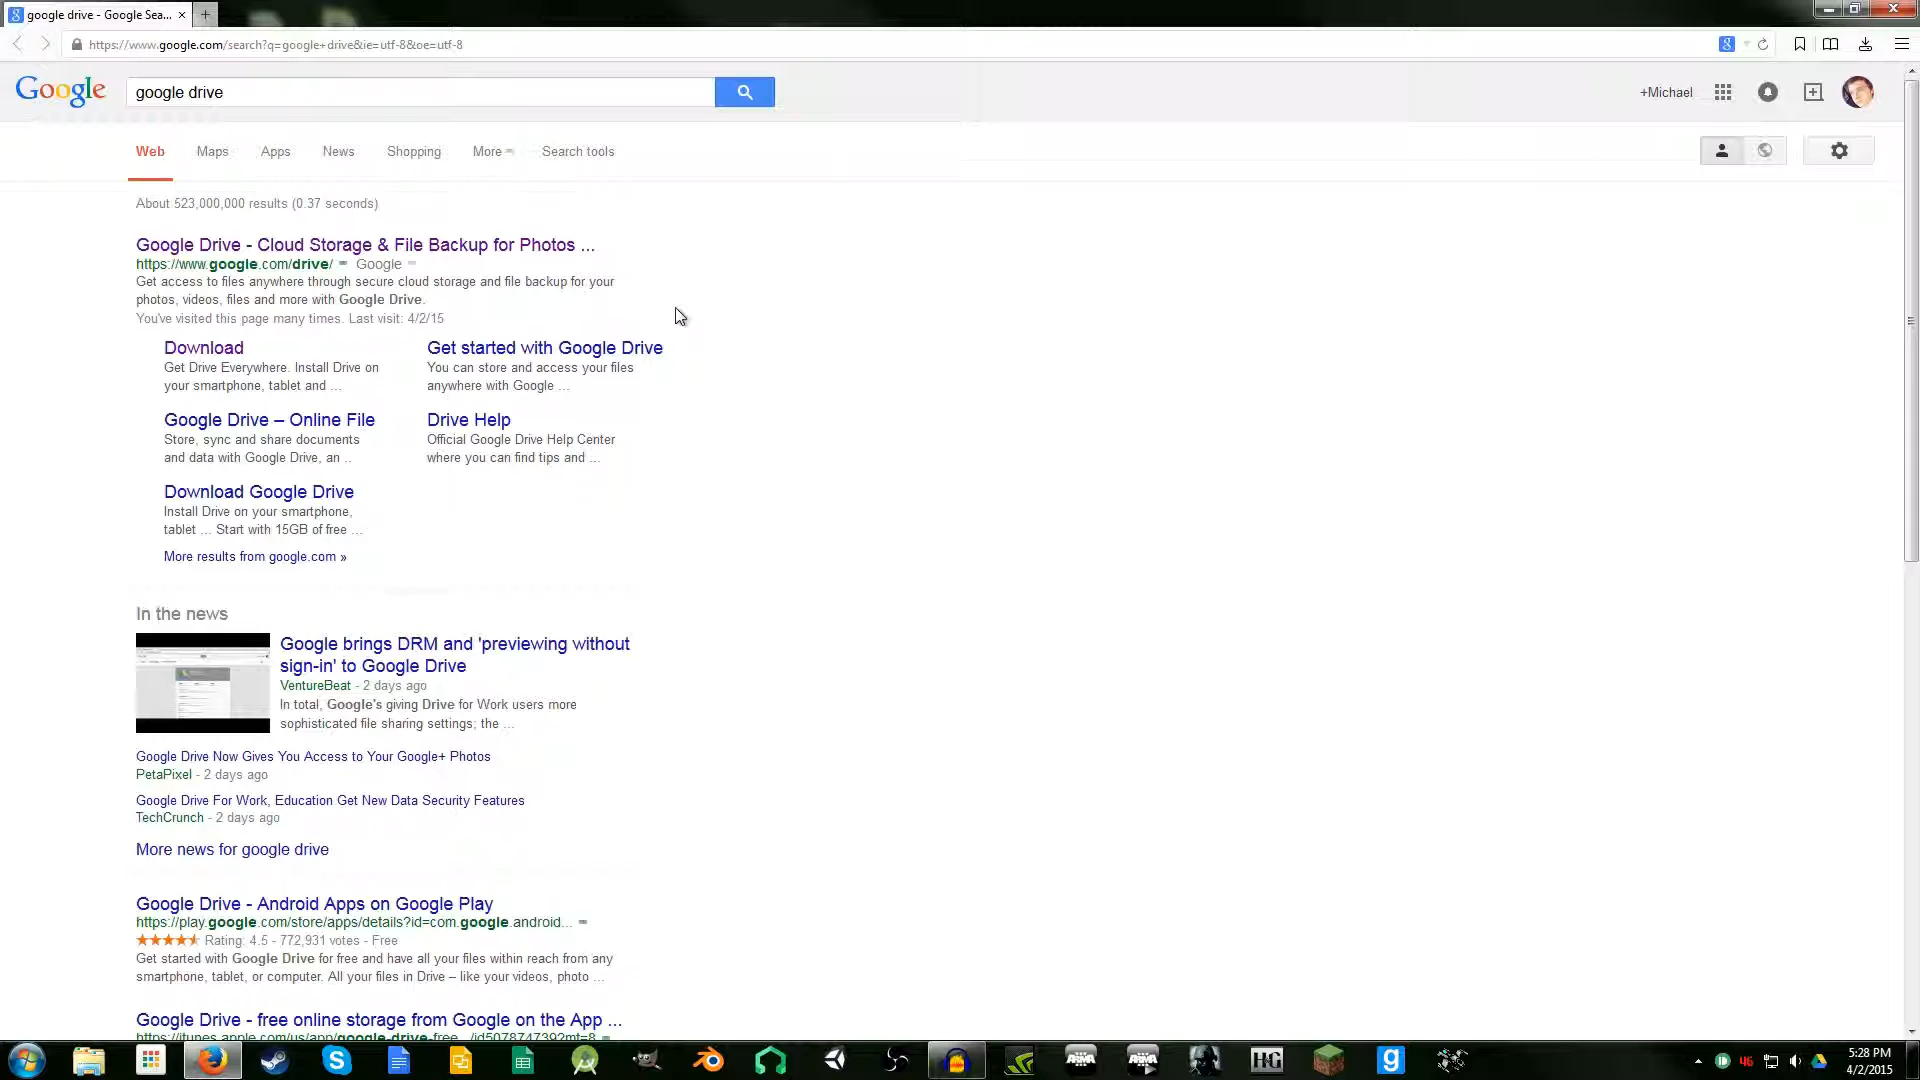 google drive - Google Sea...
https://www.google.com/search?q=google+drive&ie=utf-8&oe=utf-8
Google
google drive
+Michael
Web Maps Apps News Shopping More Search tools
About 523,000,000 results (0.37 seconds)
Google Drive - Cloud Storage & File Backup for Photos ...
https://www.google.com/drive/ Google
Get access to files anywhere through secure cloud storage and file backup for your
photos, videos, files and more with Google Drive.
You've visited this page many times. Last visit: 4/2/15
Download
Get Drive Everywhere. Install Drive on
your smartphone, tablet and ...
Get started with Google Drive
You can store and access your files
anywhere with Google ...
Google Drive – Online File
Store, sync and share documents
and data with Google Drive, an ..
Drive Help
Official Google Drive Help Center
where you can find tips and ...
Download Google Drive
Install Drive on your smartphone,
tablet ... Start with 15GB of free ...
More results from google.com »
In the news
Google brings DRM and 'previewing without
sign-in' to Google Drive
VentureBeat - 2 days ago
In total, Google's giving Drive for Work users more
sophisticated file sharing settings; the ...
Google Drive Now Gives You Access to Your Google+ Photos
PetaPixel - 2 days ago
Google Drive For Work, Education Get New Data Security Features
TechCrunch - 2 days ago
More news for google drive
Google Drive - Android Apps on Google Play
https://play.google.com/store/apps/details?id=com.google.android...
Rating: 4.5 - 772,931 votes - Free
Get started with Google Drive for free and have all your files within reach from any
smartphone, tablet, or computer. All your files in Drive – like your videos, photo ...
Google Drive - free online storage from Google on the App ...
https://itunes.apple.com/us/app/google-drive-free.../id507874739?mt=8
ARMA
ARMA
H&G
46
5:28 PM
4/2/2015